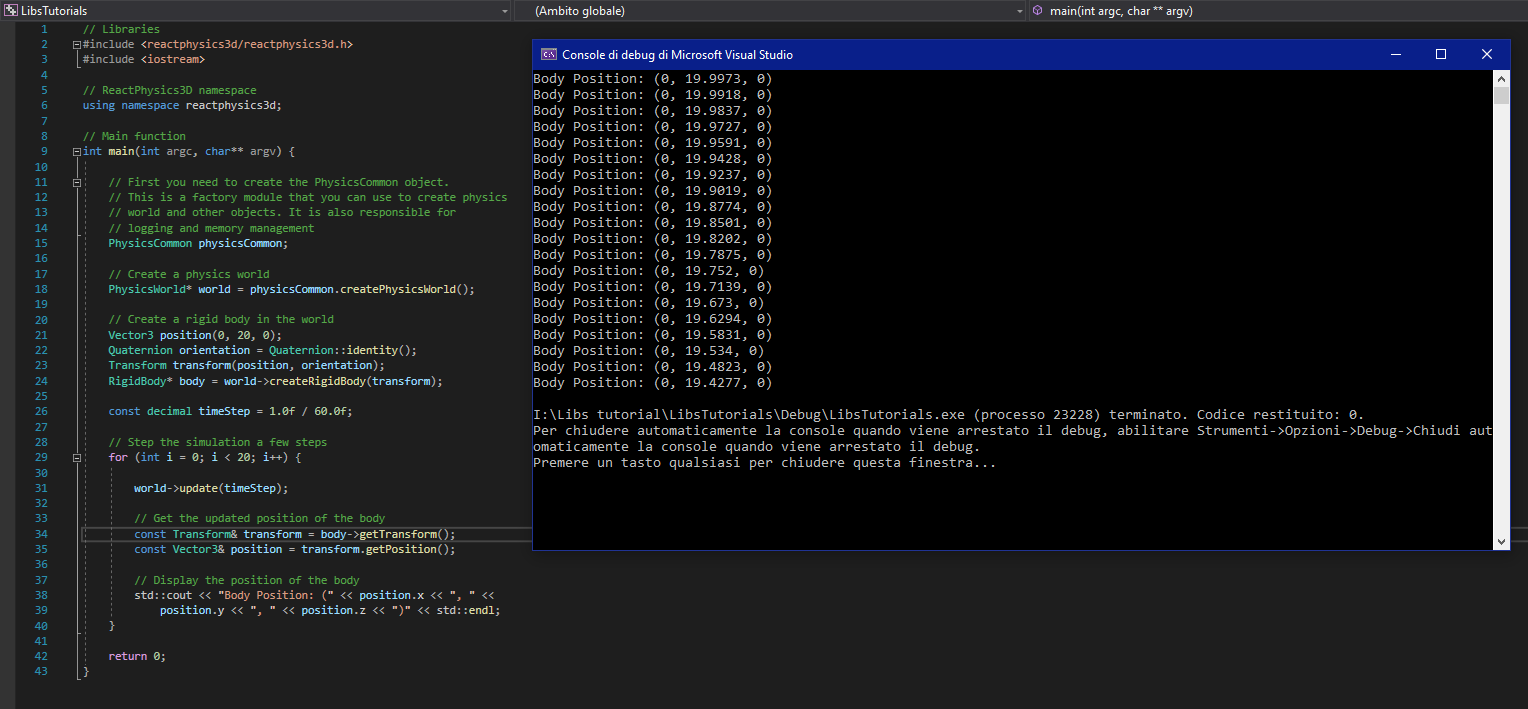 LibsTutorials
(Ambito globale)
main(int argc, char ** argv)
1 // Libraries
2 #include <reactphysics3d/reactphysics3d.h>
3 #include <iostream>
4
5 // ReactPhysics3D namespace
6 using namespace reactphysics3d;
7
8 // Main function
9 int main(int argc, char** argv) {
10
11 // First you need to create the PhysicsCommon object.
12 // This is a factory module that you can use to create physics
13 // world and other objects. It is also responsible for
14 // logging and memory management
15 PhysicsCommon physicsCommon;
16
17 // Create a physics world
18 PhysicsWorld* world = physicsCommon.createPhysicsWorld();
19
20 // Create a rigid body in the world
21 Vector3 position(0, 20, 0);
22 Quaternion orientation = Quaternion::identity();
23 Transform transform(position, orientation);
24 RigidBody* body = world->createRigidBody(transform);
25
26 const decimal timeStep = 1.0f / 60.0f;
27
28 // Step the simulation a few steps
29 for (int i = 0; i < 20; i++) {
30
31 world->update(timeStep);
32
33 // Get the updated position of the body
34 const Transform& transform = body->getTransform();
35 const Vector3& position = transform.getPosition();
36
37 // Display the position of the body
38 std::cout << "Body Position: (" << position.x << ", " <<
39 position.y << ", " << position.z << ")" << std::endl;
40 }
41
42 return 0;
43 }
Console di debug di Microsoft Visual Studio
Body Position: (0, 19.9973, 0)
Body Position: (0, 19.9918, 0)
Body Position: (0, 19.9837, 0)
Body Position: (0, 19.9727, 0)
Body Position: (0, 19.9591, 0)
Body Position: (0, 19.9428, 0)
Body Position: (0, 19.9237, 0)
Body Position: (0, 19.9019, 0)
Body Position: (0, 19.8774, 0)
Body Position: (0, 19.8501, 0)
Body Position: (0, 19.8202, 0)
Body Position: (0, 19.7875, 0)
Body Position: (0, 19.752, 0)
Body Position: (0, 19.7139, 0)
Body Position: (0, 19.673, 0)
Body Position: (0, 19.6294, 0)
Body Position: (0, 19.5831, 0)
Body Position: (0, 19.534, 0)
Body Position: (0, 19.4823, 0)
Body Position: (0, 19.4277, 0)
I:\Libs tutorial\LibsTutorials\Debug\LibsTutorials.exe (processo 23228) terminato. Codice restituito: 0.
Per chiudere automaticamente la console quando viene arrestato il debug, abilitare Strumenti->Opzioni->Debug->Chiudi aut
omaticamente la console quando viene arrestato il debug.
Premere un tasto qualsiasi per chiudere questa finestra...